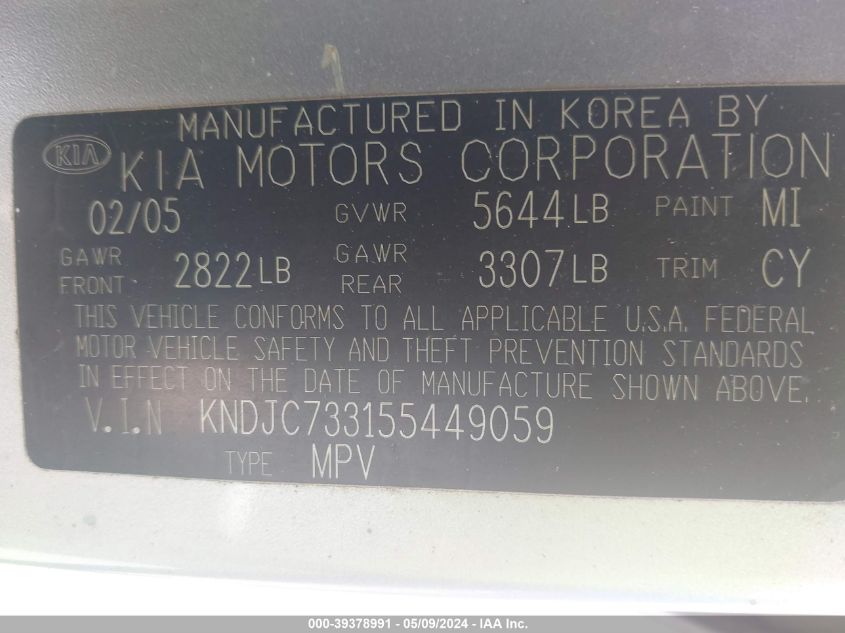 MANUFACTURED IN KOREA BY
KIA KIA MOTORS CORPORATION
02/05 GVWR 5644LB PAINT MI
GAWR FRONT 2822LB GAWR REAR 3307LB TRIM CY
THIS VEHICLE CONFORMS TO ALL APPLICABLE U.S.A. FEDERAL
MOTOR VEHICLE SAFETY AND THEFT PREVENTION STANDARDS
IN EFFECT ON THE DATE OF MANUFACTURE SHOWN ABOVE.
V.I.N KNDJC733155449059
TYPE MPV
000-39378991 - 05/09/2024 - IAA Inc.